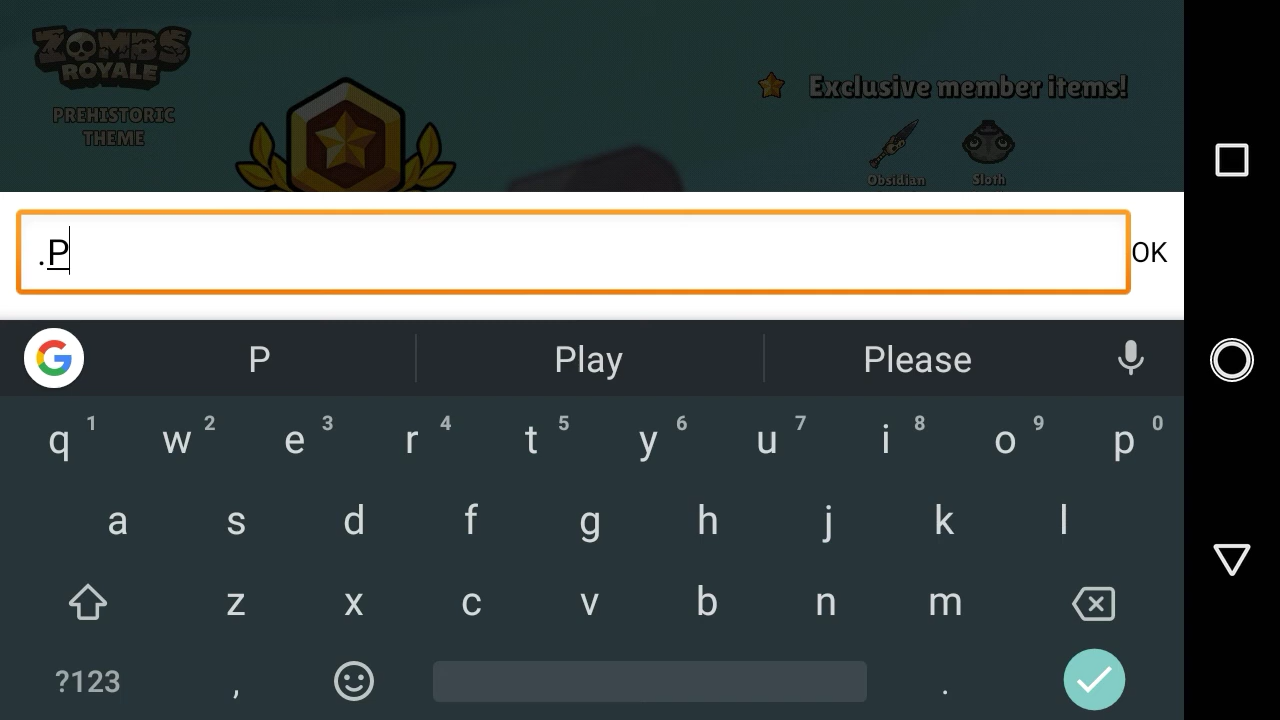 ZOMBS
ROYALE
PREHISTORIC
THEME
Exclusive member items!
Obsidian Sloth
.P OK
P Play Please
q 1 w 2 e 3 r 4 t 5 y 6 u 7 i 8 o 9 p 0
a s d f g h j k l
z x c v b n m
?123 , .